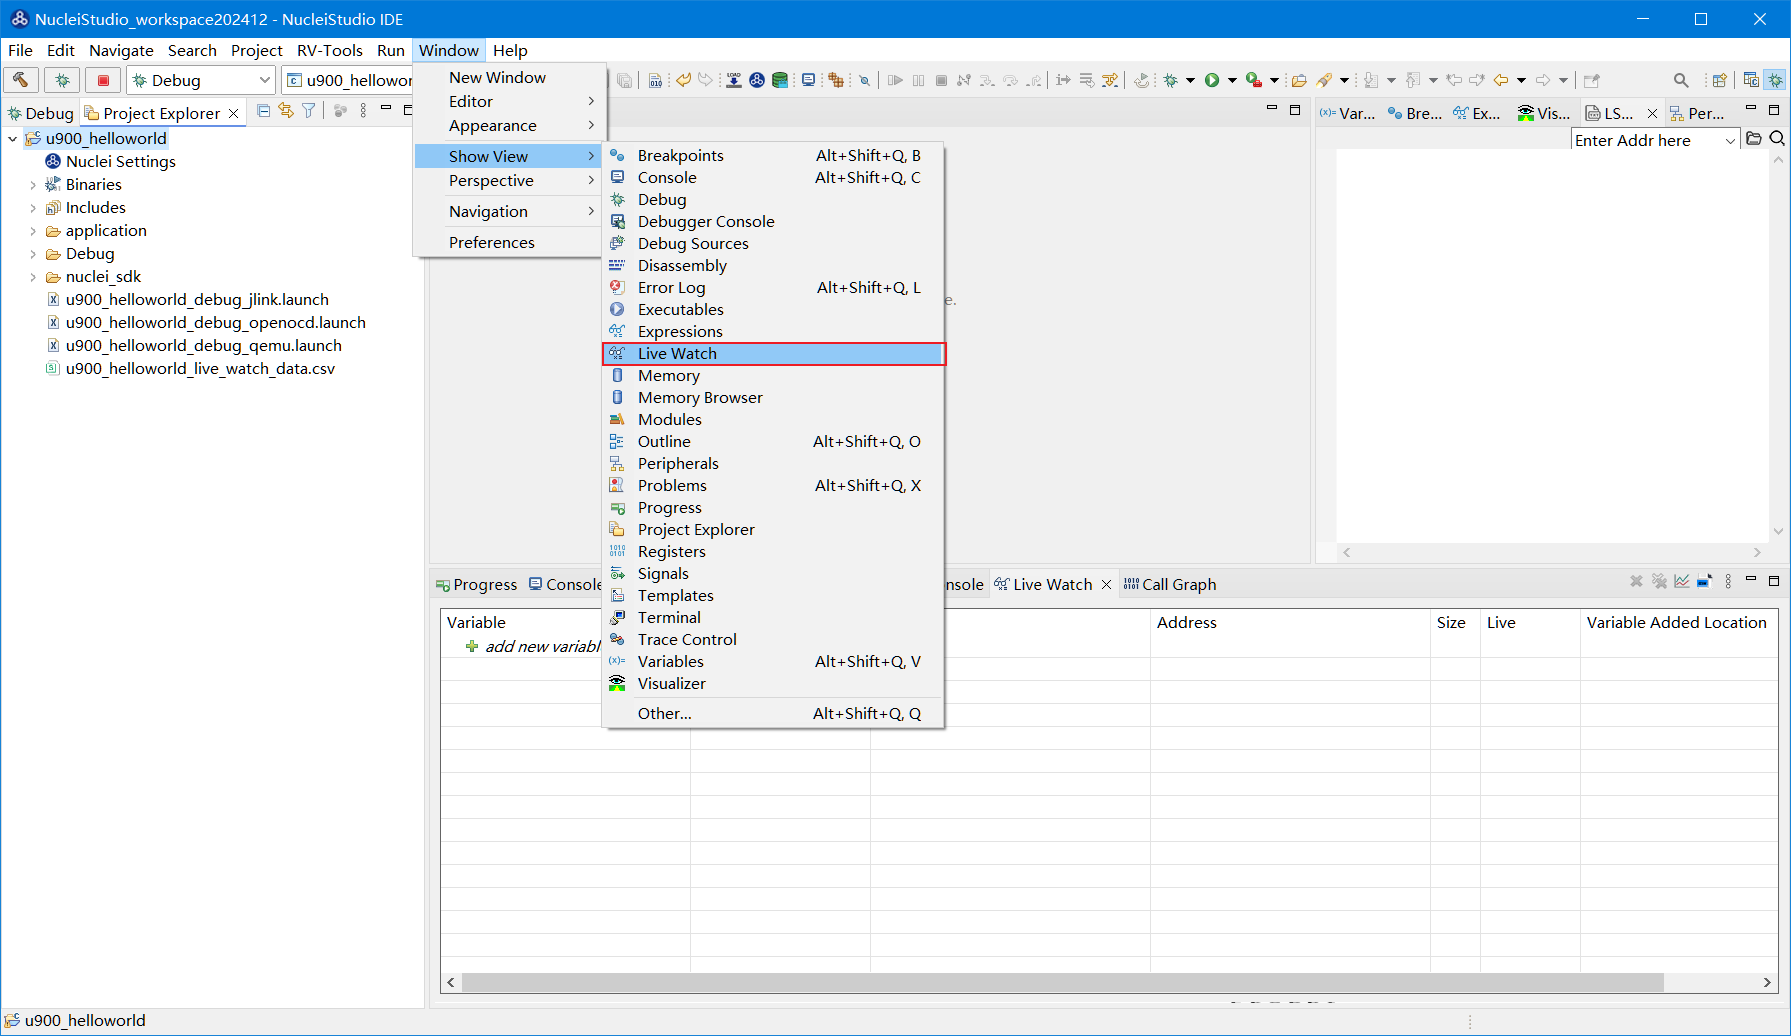 NucleiStudio_workspace202412 - NucleiStudio IDE
File Edit Navigate Search Project RV-Tools Run Window Help
Debug
u900_hellowor
New Window
Editor
Appearance
Show View
Perspective
Navigation
Preferences
Breakpoints Alt+Shift+Q, B
Console Alt+Shift+Q, C
Debug
Debugger Console
Debug Sources
Disassembly
Error Log Alt+Shift+Q, L
Executables
Expressions
Live Watch
Memory
Memory Browser
Modules
Outline Alt+Shift+Q, O
Peripherals
Problems Alt+Shift+Q, X
Progress
Project Explorer
Registers
Signals
Templates
Terminal
Trace Control
Variables Alt+Shift+Q, V
Visualizer
Other... Alt+Shift+Q, Q
Debug Project Explorer
u900_helloworld
Nuclei Settings
Binaries
Includes
application
Debug
nuclei_sdk
u900_helloworld_debug_jlink.launch
u900_helloworld_debug_openocd.launch
u900_helloworld_debug_qemu.launch
u900_helloworld_live_watch_data.csv
e.
(x)= Var... Bre... Ex... Vis... LS... Per...
Enter Addr here
Progress Console nsole Live Watch Call Graph
Variable Address Size Live Variable Added Location
add new variabl
u900_helloworld